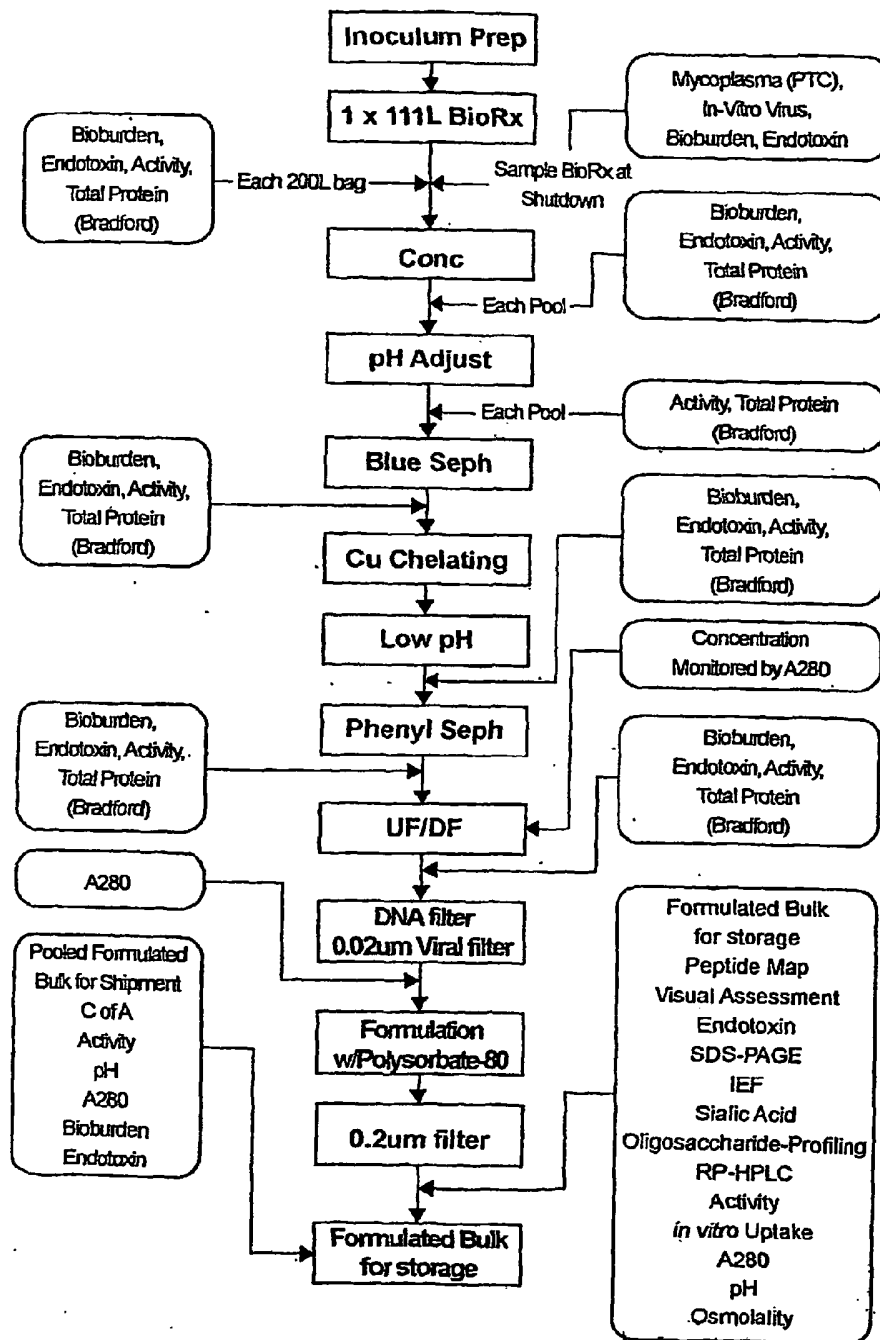 Inoculum Prep
1 x 111L BioRx
Mycoplasma (PTC),
In-Vitro Virus,
Bioburden, Endotoxin
Bioburden,
Endotoxin, Activity,
Total Protein
(Bradford)
Each 200L bag
Sample BioRx at
Shutdown
Conc
Bioburden,
Endotoxin, Activity,
Total Protein
(Bradford)
Each Pool
pH Adjust
Each Pool
Activity, Total Protein
(Bradford)
Blue Seph
Bioburden,
Endotoxin, Activity,
Total Protein
(Bradford)
Cu Chelating
Bioburden,
Endotoxin, Activity,
Total Protein
(Bradford)
Low pH
Concentration
Monitored by A280
Phenyl Seph
Bioburden,
Endotoxin, Activity,
Total Protein
(Bradford)
UF/DF
Bioburden,
Endotoxin, Activity,
Total Protein
(Bradford)
A280
DNA filter
0.02um Viral filter
Pooled Formulated
Bulk for Shipment
C of A
Activity
pH
A280
Bioburden
Endotoxin
Formulation
w/Polysorbate-80
0.2um filter
Formulated Bulk
for storage
Peptide Map
Visual Assessment
Endotoxin
SDS-PAGE
IEF
Sialic Acid
Oligosaccharide-Profiling
RP-HPLC
Activity
in vitro Uptake
A280
pH
Osmolality
Formulated Bulk
for storage